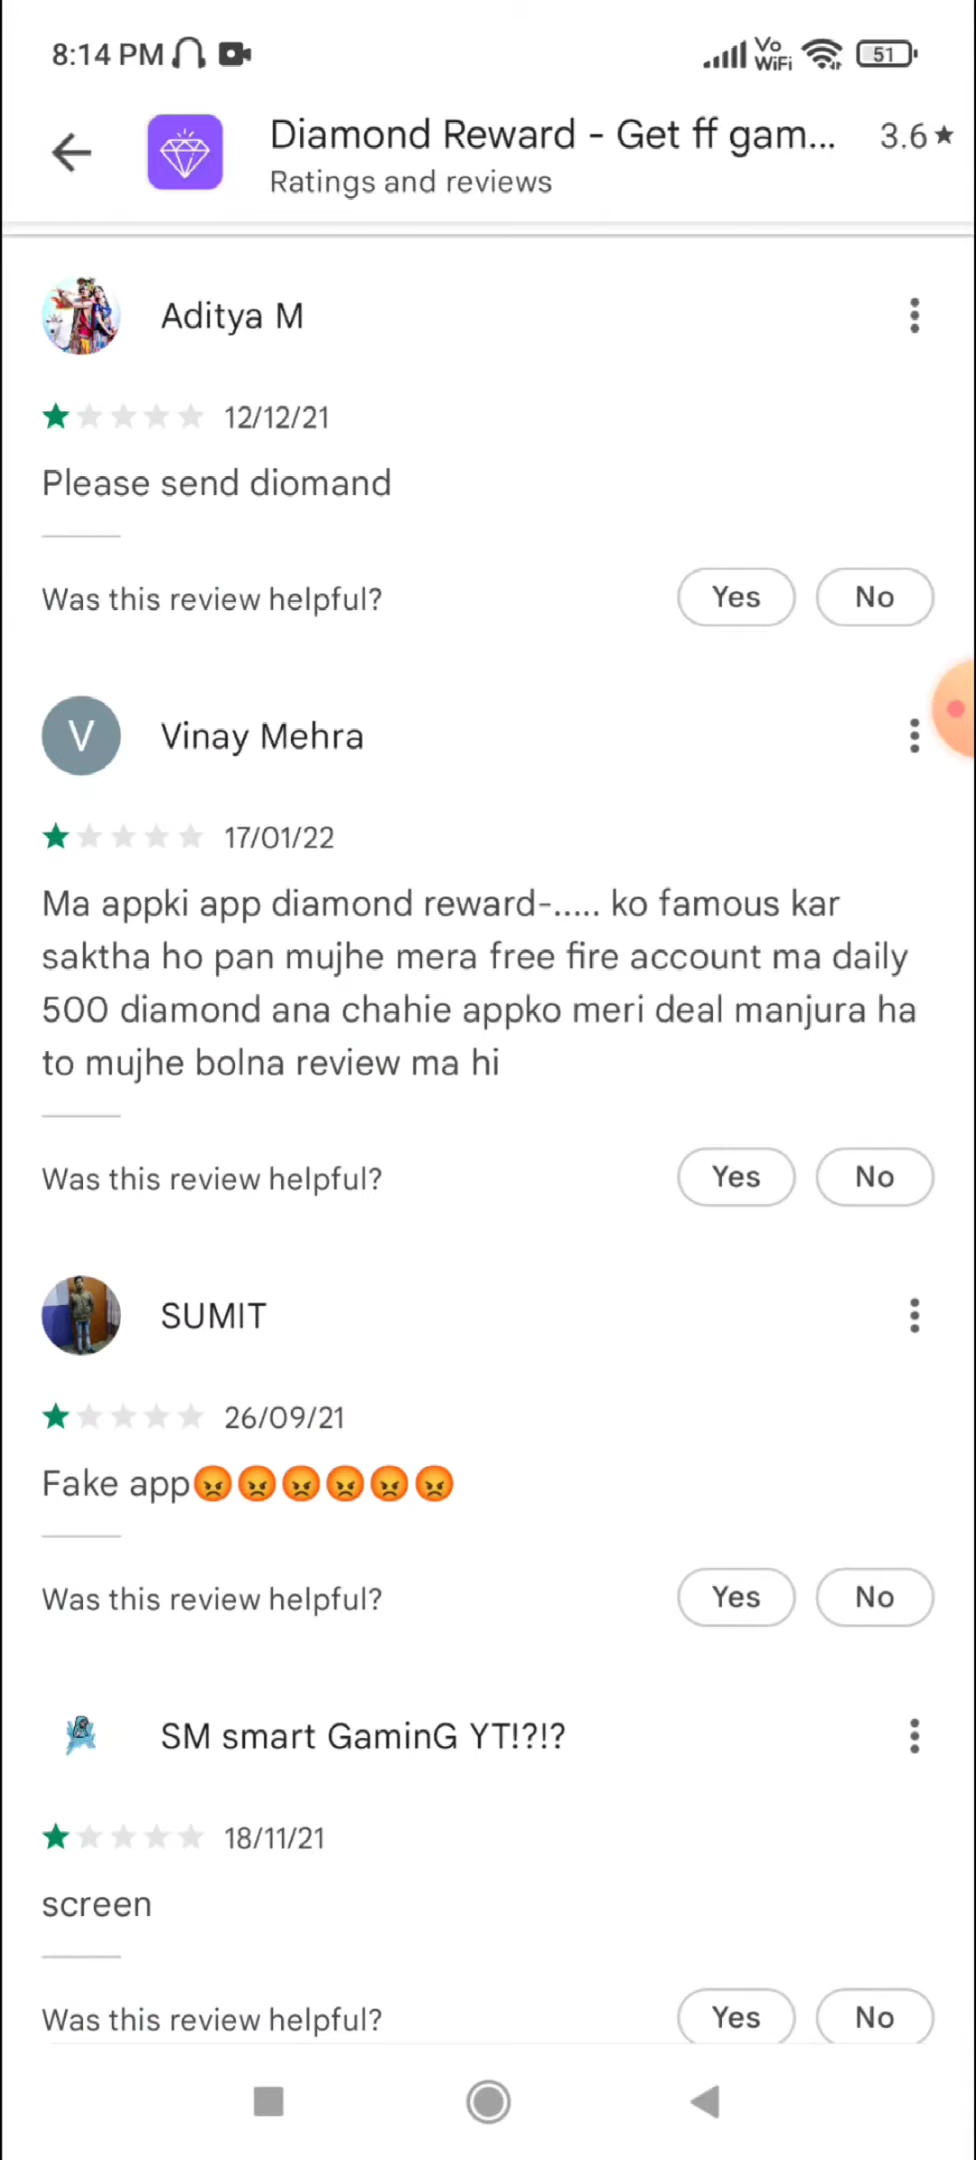 8:14 PM
Vo
WiFi
51
Diamond Reward - Get ff gam...
3.6★
Ratings and reviews
Aditya M
12/12/21
Please send diomand
Was this review helpful?
Yes
No
V
Vinay Mehra
17/01/22
Ma appki app diamond reward-..... ko famous kar
saktha ho pan mujhe mera free fire account ma daily
500 diamond ana chahie appko meri deal manjura ha
to mujhe bolna review ma hi
Was this review helpful?
Yes
No
SUMIT
26/09/21
Fake app😡😡😡😡😡😡
Was this review helpful?
Yes
No
SM smart GaminG YT!?!?
18/11/21
screen
Was this review helpful?
Yes
No